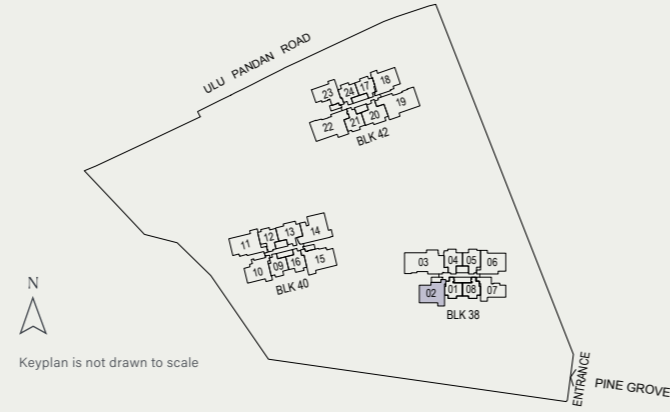 ULU PANDAN ROAD
23 24 17 18
22 21 20 19
BLK 42
11 12 13 14
10 09 16 15
BLK 40
03 04 05 06
02 01 08 07
BLK 38
N
Keyplan is not drawn to scale
ENTRANCE
PINE GROVE